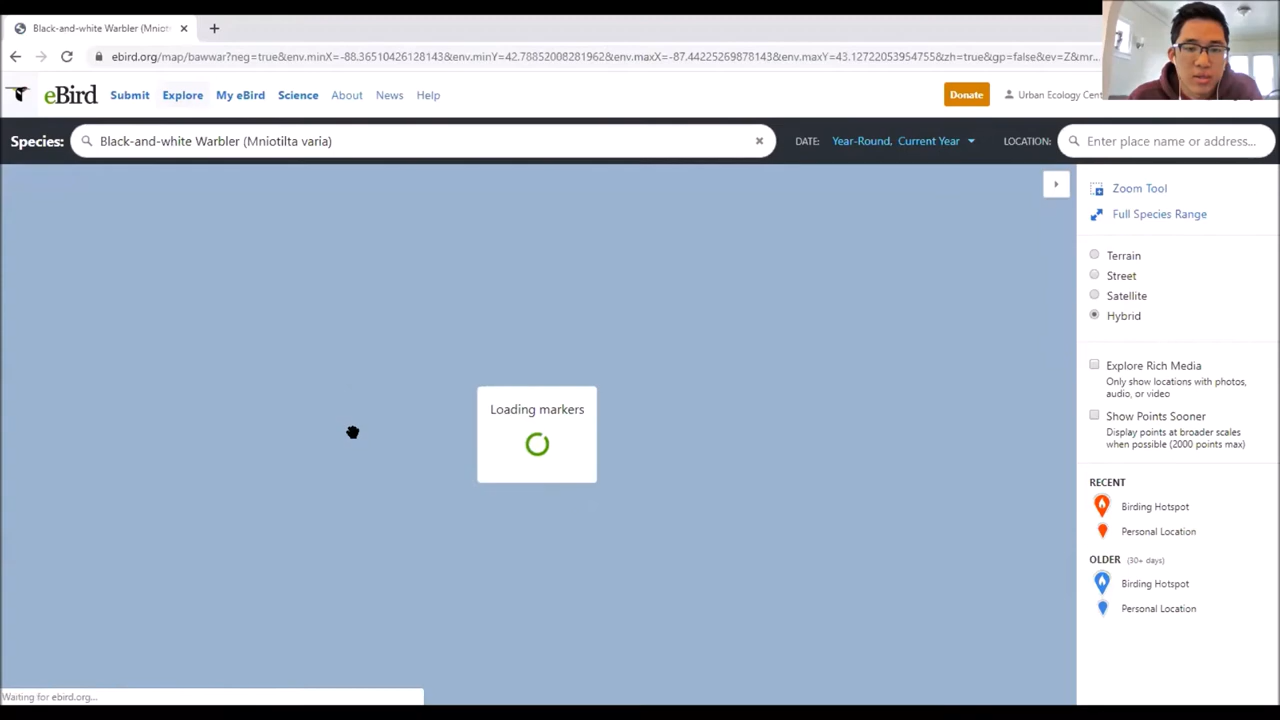 Black-and-white Warbler (Mniot
ebird.org/map/bawwar?neg=true&env.minX=-88.36510426128143&env.minY=42.78852008281962&env.maxX=-87.44225269878143&env.maxY=43.12722053954755&zh=true&gp=false&ev=Z&mr...
eBird Submit Explore My eBird Science About News Help Donate Urban Ecology Cent
Species: Black-and-white Warbler (Mniotilta varia) DATE: Year-Round, Current Year LOCATION: Enter place name or address...
Zoom Tool
Full Species Range
Terrain
Street
Satellite
Hybrid
Explore Rich Media
Only show locations with photos,
audio, or video
Show Points Sooner
Display points at broader scales
when possible (2000 points max)
Loading markers
RECENT
Birding Hotspot
Personal Location
OLDER (30+ days)
Birding Hotspot
Personal Location
Waiting for ebird.org...